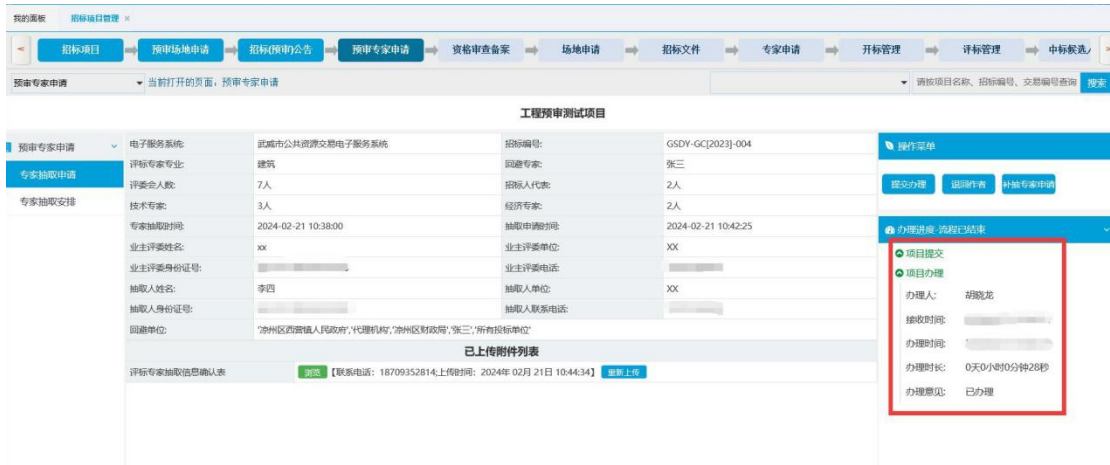 我的面板 招标项目管理 ×
招标项目 预审场地申请 招标(预审)公告 预审专家申请 资格审查备案 场地申请 招标文件 专家申请 开标管理 评标管理 中标候选
预审专家申请 当前打开的页面：预审专家申请 请按项目名称、招标编号、交易编号查询 搜索
工程预审测试项目
预审专家申请
专家抽取申请
专家抽取安排
电子服务系统: 武威市公共资源交易电子服务系统 招标编号: GSDY-GC[2023]-004
评标专家专业: 建筑 回避专家: 张三
评委会人数: 7人 招标人代表: 2人
技术专家: 3人 经济专家: 2人
专家抽取时间: 2024-02-21 10:38:00 抽取申请时间: 2024-02-21 10:42:25
业主评委姓名: xx 业主评委单位: XX
业主评委身份证号: 业主评委电话:
抽取人姓名: 李四 抽取人单位: XX
抽取人身份证号: 抽取人联系电话:
回避单位: '凉州区西营镇人民政府','代理机构','凉州区财政局','张三','所有投标单位'
已上传附件列表
评标专家抽取信息确认表 浏览 【联系电话：18709352814;上传时间：2024年 02月 21日 10:44:34】 重新上传
操作菜单
提交办理 退回作者 补抽专家申请
办理进度-流程已结束
项目提交
项目办理
办理人: 胡晓龙
接收时间:
办理时间:
办理时长: 0天0小时0分钟28秒
办理意见: 已办理